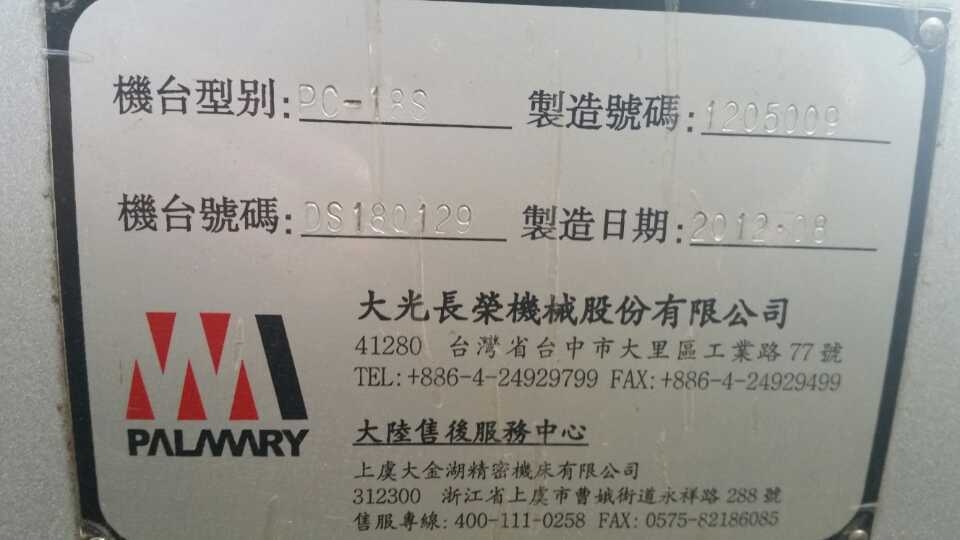 機台型别:PC-18S 製造號碼:1205009
機台號碼:DS180129 製造日期:2012-08
大光長榮機械股份有限公司
41280 台灣省台中市大里區工業路77號
TEL:+886-4-24929799 FAX:+886-4-24929499
PALMARY
大陸售後服務中心
上虞大金湖精密機床有限公司
312300 浙江省上虞市曹娥街道永祥路288號
售服專線:400-111-0258 FAX:0575-82186085